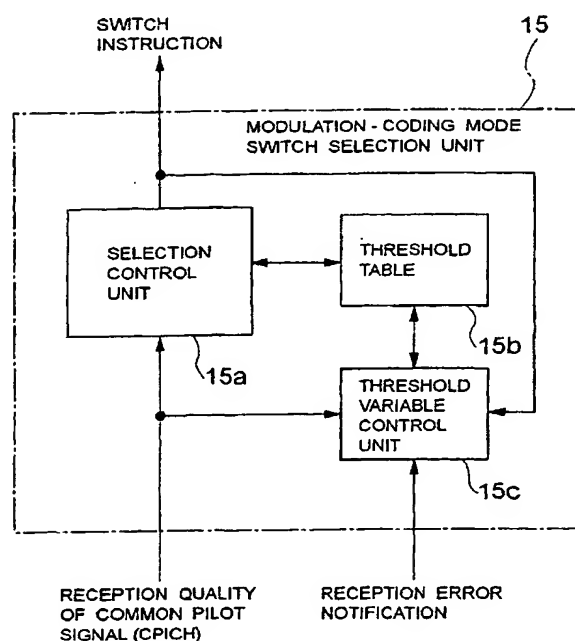 SWITCH
INSTRUCTION
15
MODULATION - CODING MODE
SWITCH SELECTION UNIT
SELECTION
CONTROL
UNIT
15a
THRESHOLD
TABLE
15b
THRESHOLD
VARIABLE
CONTROL
UNIT
15c
RECEPTION QUALITY
OF COMMON PILOT
SIGNAL (CPICH)
RECEPTION ERROR
NOTIFICATION